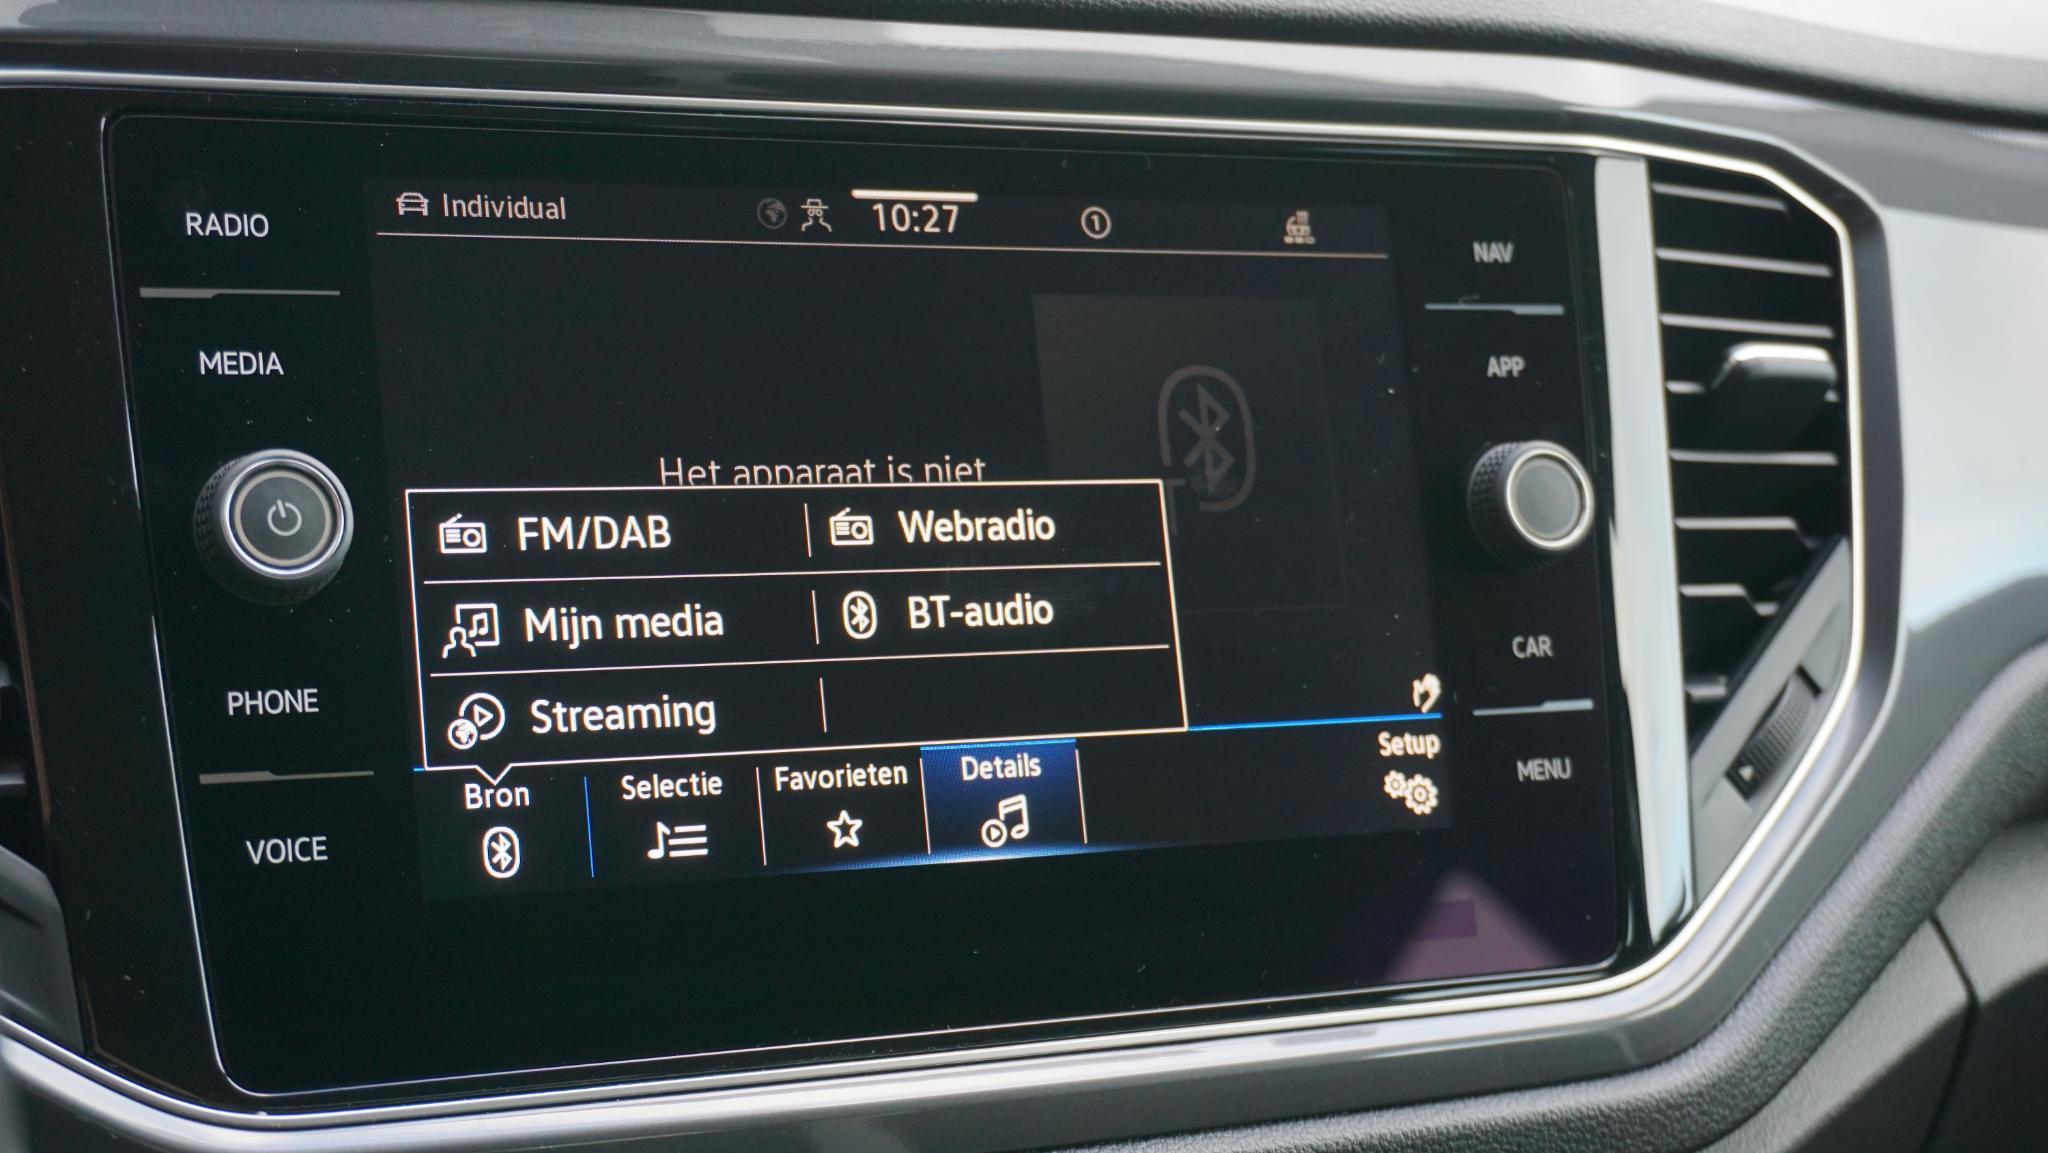 RADIO
MEDIA
PHONE
VOICE
Individual
10:27
1
Het apparaat is niet
FM/DAB
Webradio
Mijn media
BT-audio
Streaming
Bron
Selectie
Favorieten
Details
Setup
NAV
APP
CAR
MENU